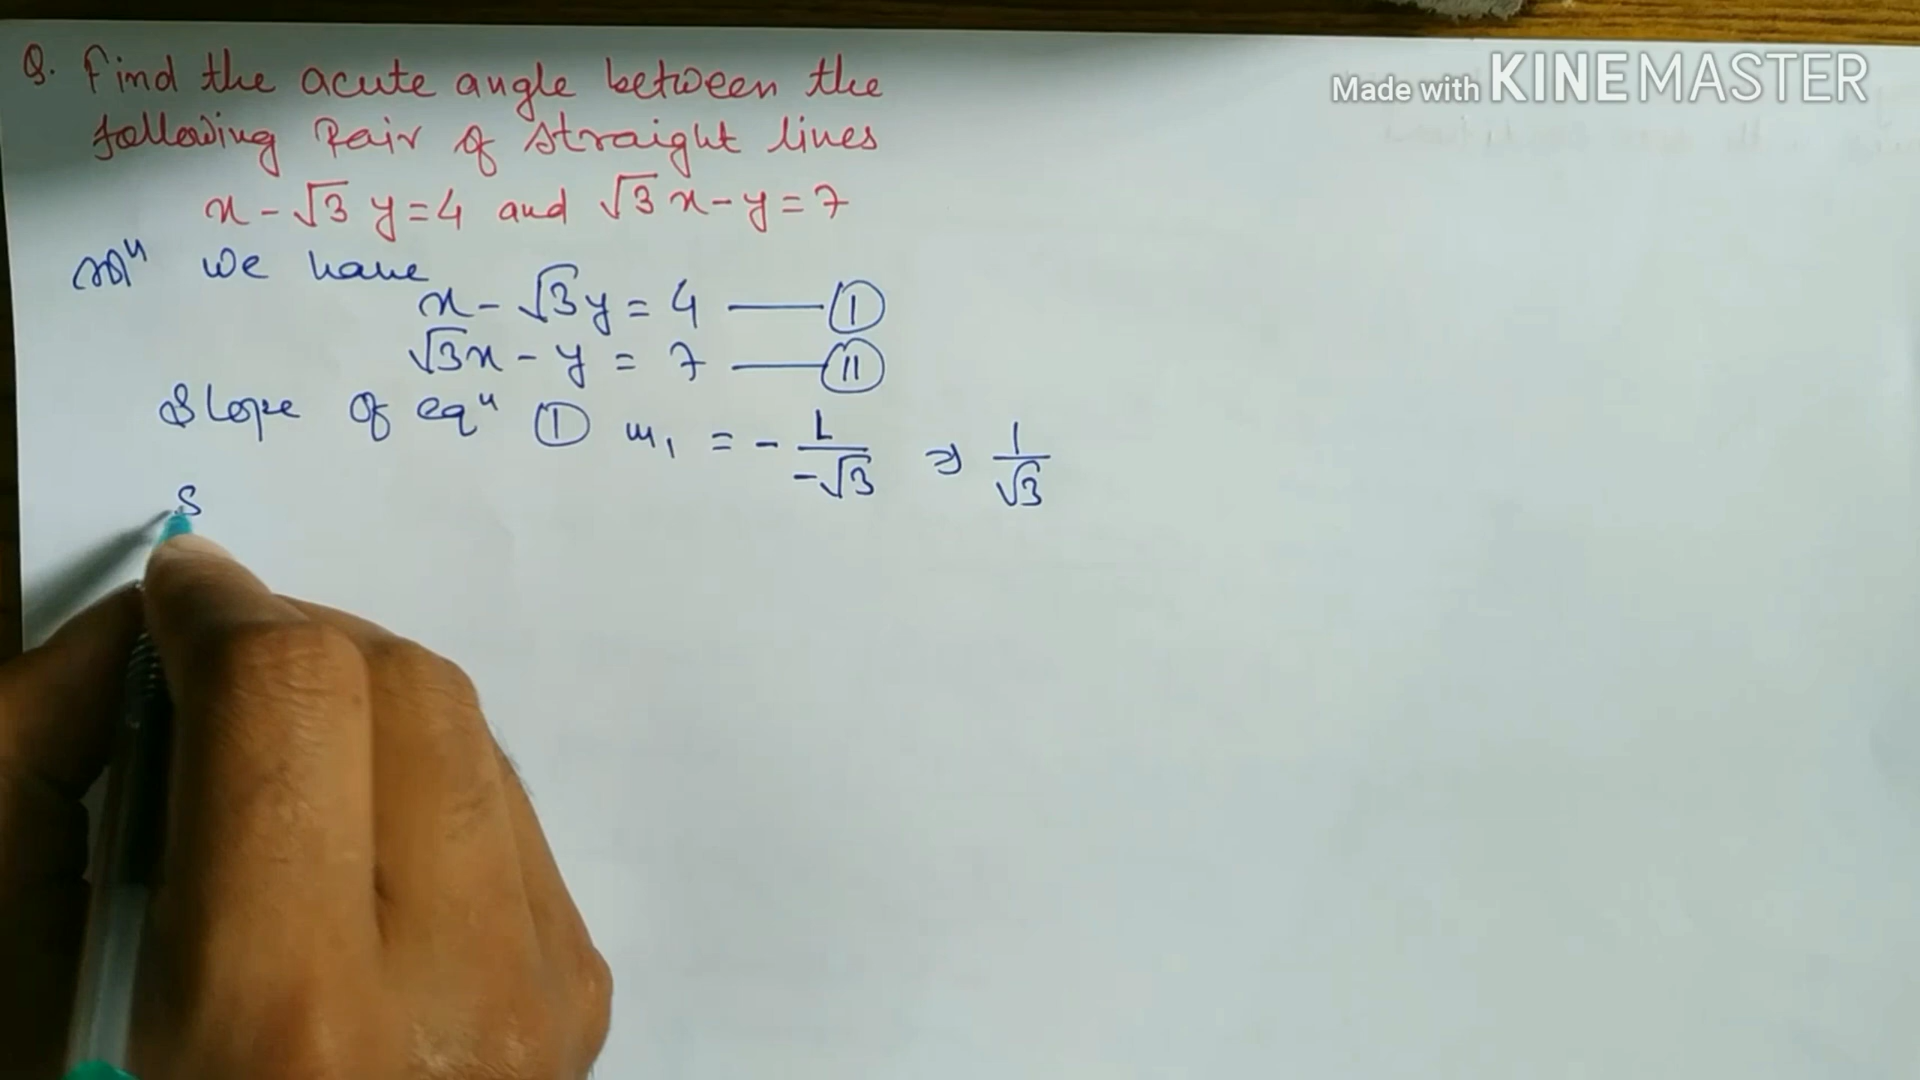 Q. Find the acute angle between the
following Pair of straight lines
x - √3 y = 4 and √3 x - y = 7
Solⁿ we have
x - √3y = 4 —— (I)
√3x - y = 7 —— (II)
Slope of eqⁿ (I) m₁ = - 1/-√3 ⇒ 1/√3
S
Made with KINEMASTER